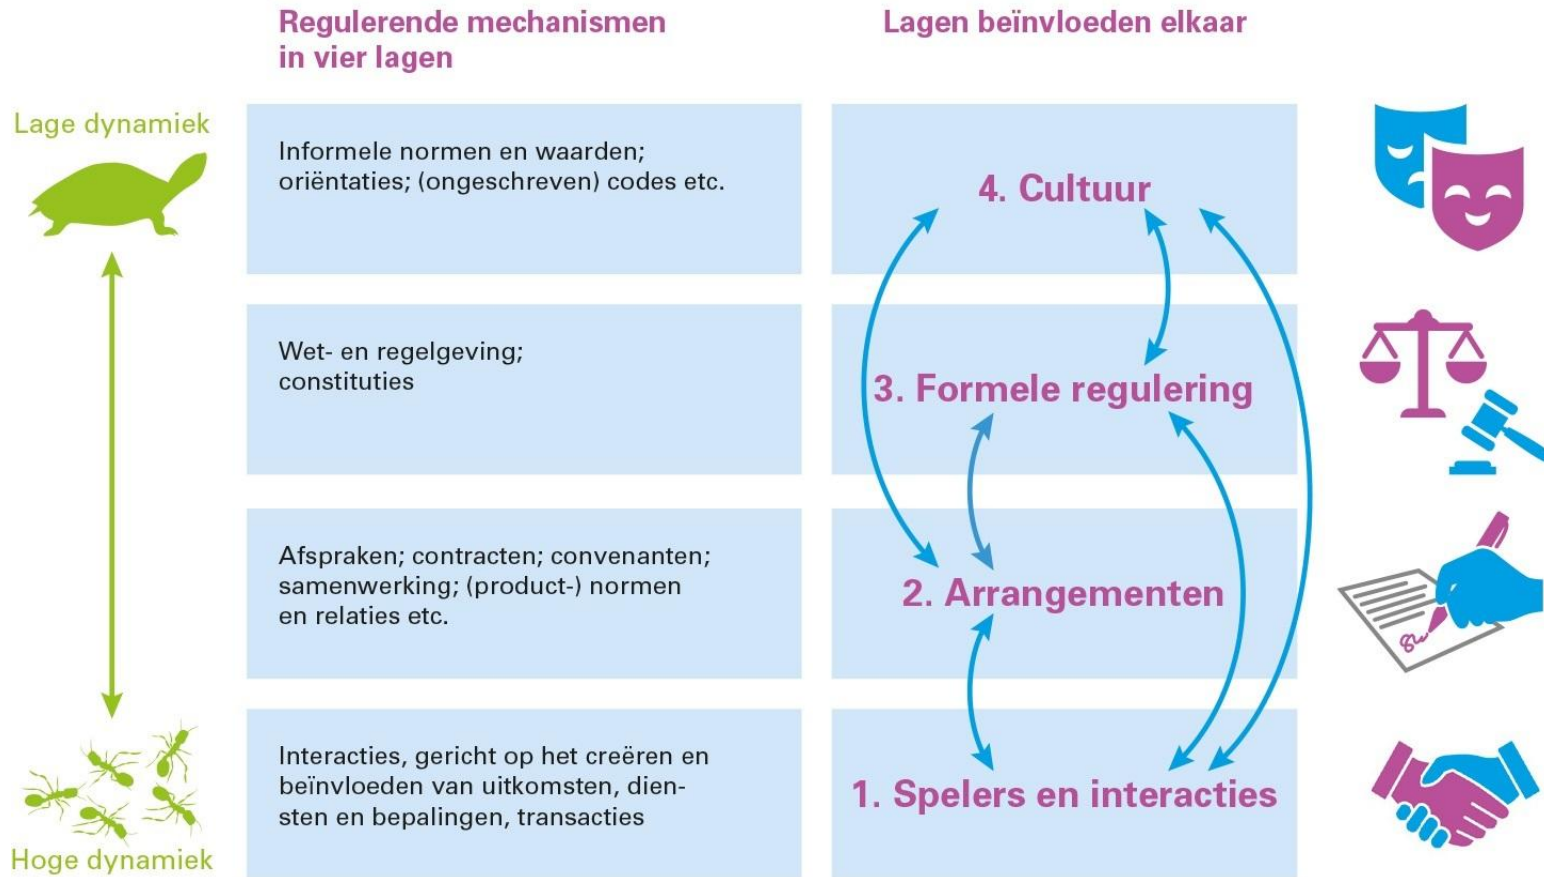 Regulerende mechanismen
in vier lagen
Lagen beïnvloeden elkaar
Lage dynamiek
Informele normen en waarden;
oriëntaties; (ongeschreven) codes etc.
4. Cultuur
Wet- en regelgeving;
constituties
3. Formele regulering
Afspraken; contracten; convenanten;
samenwerking; (product-) normen
en relaties etc.
2. Arrangementen
Interacties, gericht op het creëren en
beïnvloeden van uitkomsten, dien-
sten en bepalingen, transacties
1. Spelers en interacties
Hoge dynamiek